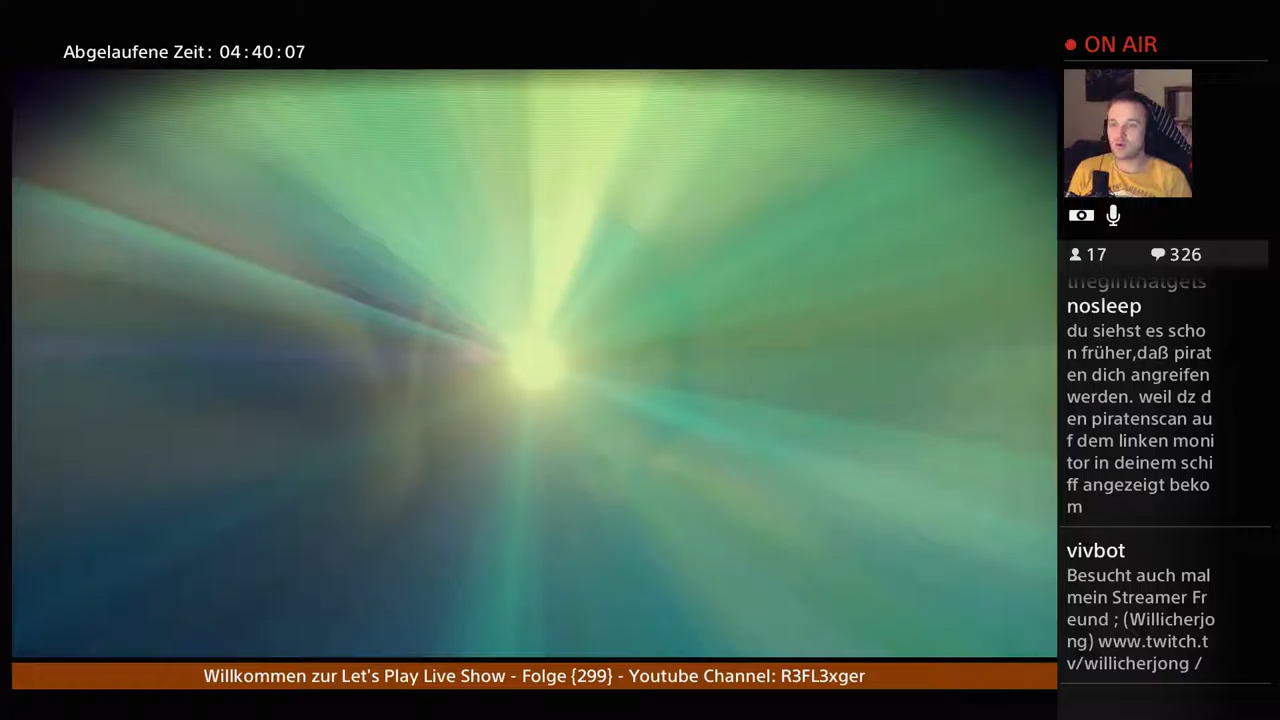 Abgelaufene Zeit: 04:40:07
ON AIR
17 326
thegirlthatgets
nosleep
du siehst es scho
n früher,daß pirat
en dich angreifen
werden. weil dz d
en piratenscan au
f dem linken moni
tor in deinem schi
ff angezeigt beko
m
vivbot
Besucht auch mal
mein Streamer Fr
eund ; (Willicherjo
ng) www.twitch.t
v/willicherjong /
Willkommen zur Let's Play Live Show - Folge {299} - Youtube Channel: R3FL3xger